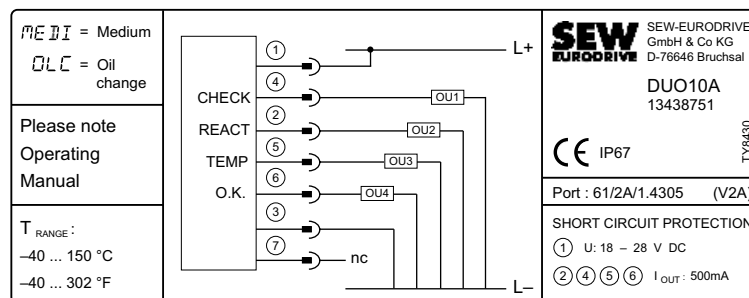 MEDI = Medium
OLC = Oil
change
Please note
Operating
Manual
T RANGE :
–40 ... 150 °C
–40 ... 302 °F
1
L+
4
CHECK
OU1
2
REACT
OU2
5
TEMP
OU3
6
O.K.
OU4
3
7
nc
L–
SEW
EURODRIVE
SEW-EURODRIVE
GmbH & Co KG
D-76646 Bruchsal
DUO10A
13438751
TY8430
CE IP67
Port : 61/2A/1.4305 (V2A)
SHORT CIRCUIT PROTECTION
1 U: 18 – 28 V DC
2 4 5 6 I OUT : 500mA